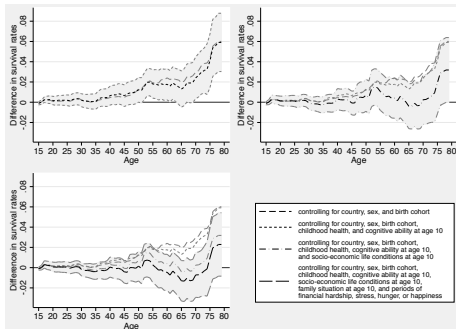 Difference in survival rates
-.02 0 .02 .04 .06 .08
15 20 25 30 35 40 45 50 55 60 65 70 75 80
Age
Difference in survival rates
-.02 0 .02 .04 .06 .08
15 20 25 30 35 40 45 50 55 60 65 70 75 80
Age
Difference in survival rates
-.02 0 .02 .04 .06 .08
15 20 25 30 35 40 45 50 55 60 65 70 75 80
Age
controlling for country, sex, and birth cohort
controlling for country, sex, birth cohort,
childhood health, and cognitive ability at age 10
controlling for country, sex, birth cohort,
childhood health, cognitive ability at age 10,
and socio-economic life conditions at age 10
controlling for country, sex, birth cohort,
childhood health, cognitive ability at age 10,
socio-economic life conditions at age 10,
family situation at age 10, and periods of
financial hardship, stress, hunger, or happiness